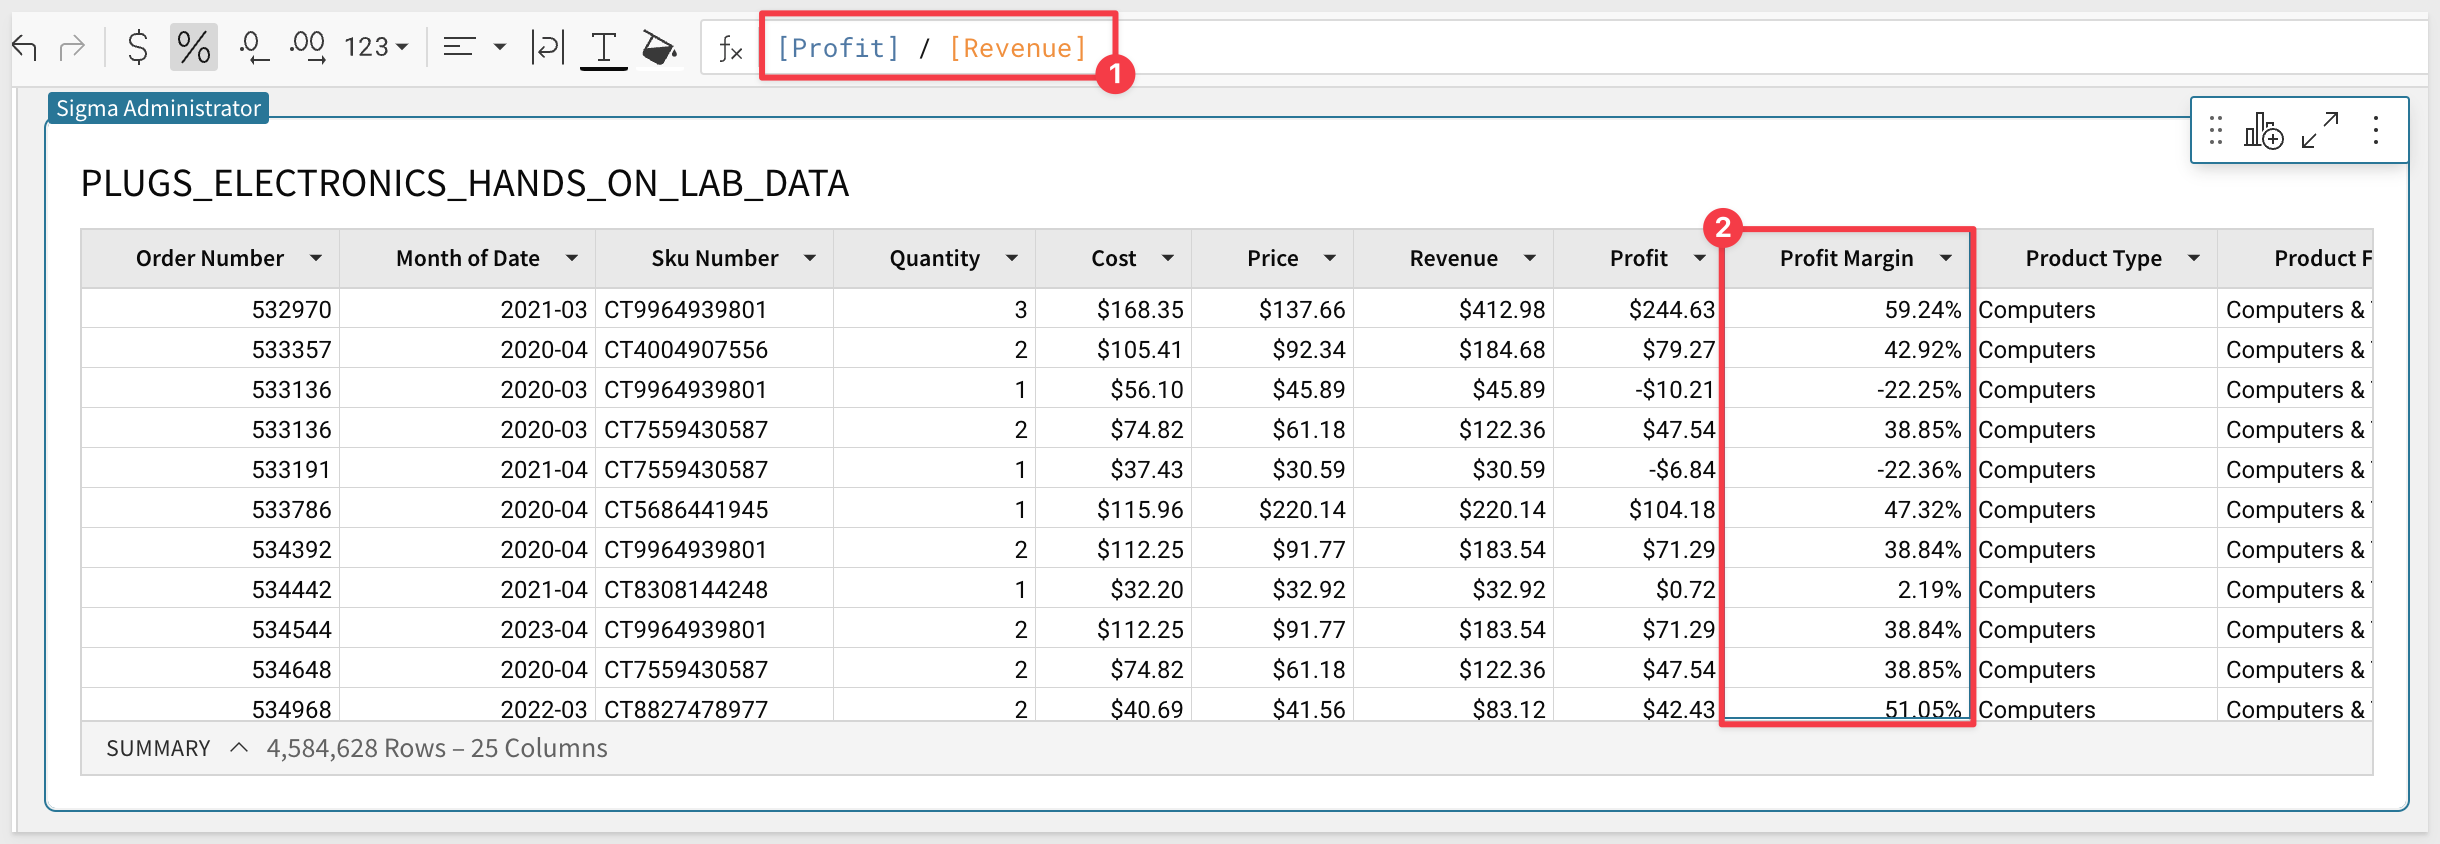 $ % .0 .00 123 fx [Profit] / [Revenue]
1
Sigma Administrator
PLUGS_ELECTRONICS_HANDS_ON_LAB_DATA
2
Order Number Month of Date Sku Number Quantity Cost Price Revenue Profit Profit Margin Product Type Product F
532970 2021-03 CT9964939801 3 $168.35 $137.66 $412.98 $244.63 59.24% Computers Computers &
533357 2020-04 CT4004907556 2 $105.41 $92.34 $184.68 $79.27 42.92% Computers Computers &
533136 2020-03 CT9964939801 1 $56.10 $45.89 $45.89 -$10.21 -22.25% Computers Computers &
533136 2020-03 CT7559430587 2 $74.82 $61.18 $122.36 $47.54 38.85% Computers Computers &
533191 2021-04 CT7559430587 1 $37.43 $30.59 $30.59 -$6.84 -22.36% Computers Computers &
533786 2020-04 CT5686441945 1 $115.96 $220.14 $220.14 $104.18 47.32% Computers Computers &
534392 2020-04 CT9964939801 2 $112.25 $91.77 $183.54 $71.29 38.84% Computers Computers &
534442 2021-04 CT8308144248 1 $32.20 $32.92 $32.92 $0.72 2.19% Computers Computers &
534544 2023-04 CT9964939801 2 $112.25 $91.77 $183.54 $71.29 38.84% Computers Computers &
534648 2020-04 CT7559430587 2 $74.82 $61.18 $122.36 $47.54 38.85% Computers Computers &
534968 2022-03 CT8827478977 2 $40.69 $41.56 $83.12 $42.43 51.05% Computers Computers &
SUMMARY 4,584,628 Rows – 25 Columns